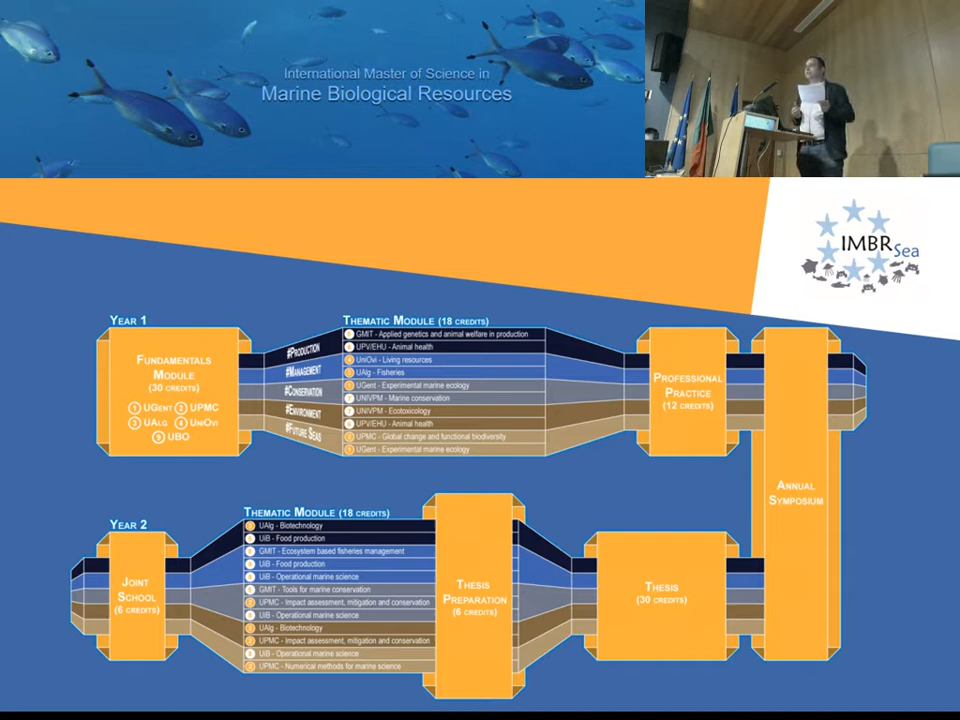 International Master of Science in
Marine Biological Resources
IMBRSea
YEAR 1
FUNDAMENTALS
MODULE
(30 CREDITS)
1 UGENT 2 UPMC
3 UALG 4 UNIOVI
9 UBO
#PRODUCTION
#MANAGEMENT
#CONSERVATION
#ENVIRONMENT
#FUTURE SEAS
THEMATIC MODULE (18 CREDITS)
GMIT - Applied genetics and animal welfare in production
UPV/EHU - Animal health
UniOvi - Living resources
UAlg - Fisheries
UGent - Experimental marine ecology
UNIVPM - Marine conservation
UNIVPM - Ecotoxicology
UPV/EHU - Animal health
UPMC - Global change and functional biodiversity
UGent - Experimental marine ecology
PROFESSIONAL
PRACTICE
(12 CREDITS)
ANNUAL
SYMPOSIUM
YEAR 2
JOINT
SCHOOL
(6 CREDITS)
THEMATIC MODULE (18 CREDITS)
UAlg - Biotechnology
UiB - Food production
GMIT - Ecosystem based fisheries management
UiB - Food production
UiB - Operational marine science
GMIT - Tools for marine conservation
UPMC - Impact assessment, mitigation and conservation
UiB - Operational marine science
UAlg - Biotechnology
UPMC - Impact assessment, mitigation and conservation
UiB - Operational marine science
UPMC - Numerical methods for marine science
THESIS
PREPARATION
(6 CREDITS)
THESIS
(30 CREDITS)